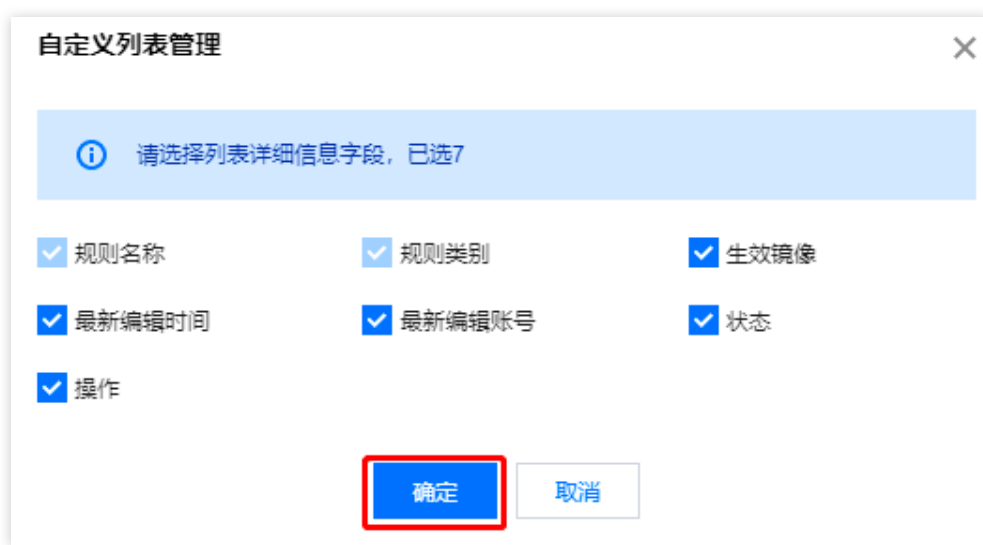 自定义列表管理
请选择列表详细信息字段，已选7
规则名称 规则类别 生效镜像
最新编辑时间 最新编辑账号 状态
操作
确定 取消